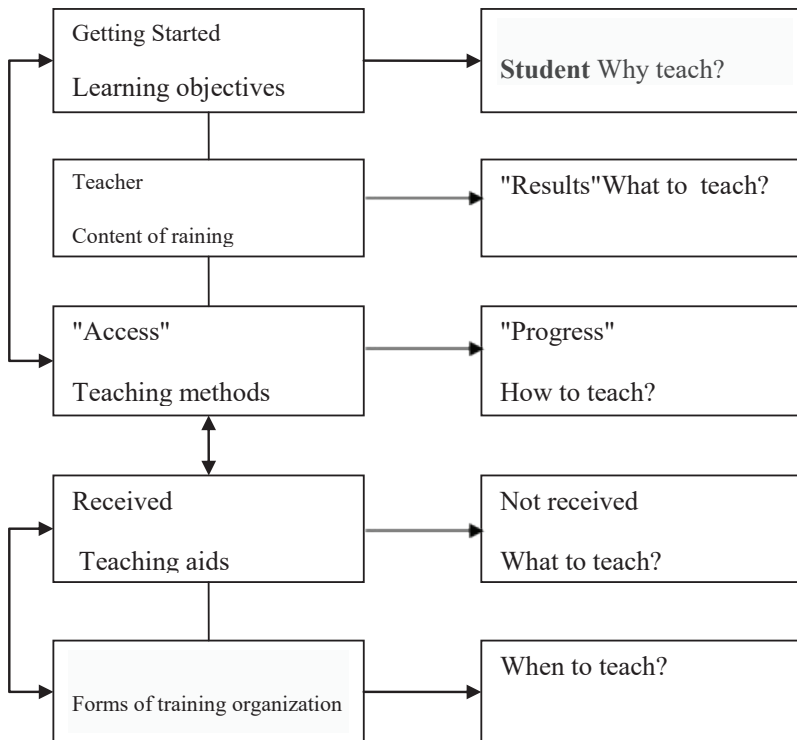 Getting Started
Learning objectives
Student Why teach?
Teacher
Content of raining
"Results"What to teach?
"Access"
Teaching methods
"Progress"
How to teach?
Received
Teaching aids
Not received
What to teach?
Forms of training organization
When to teach?